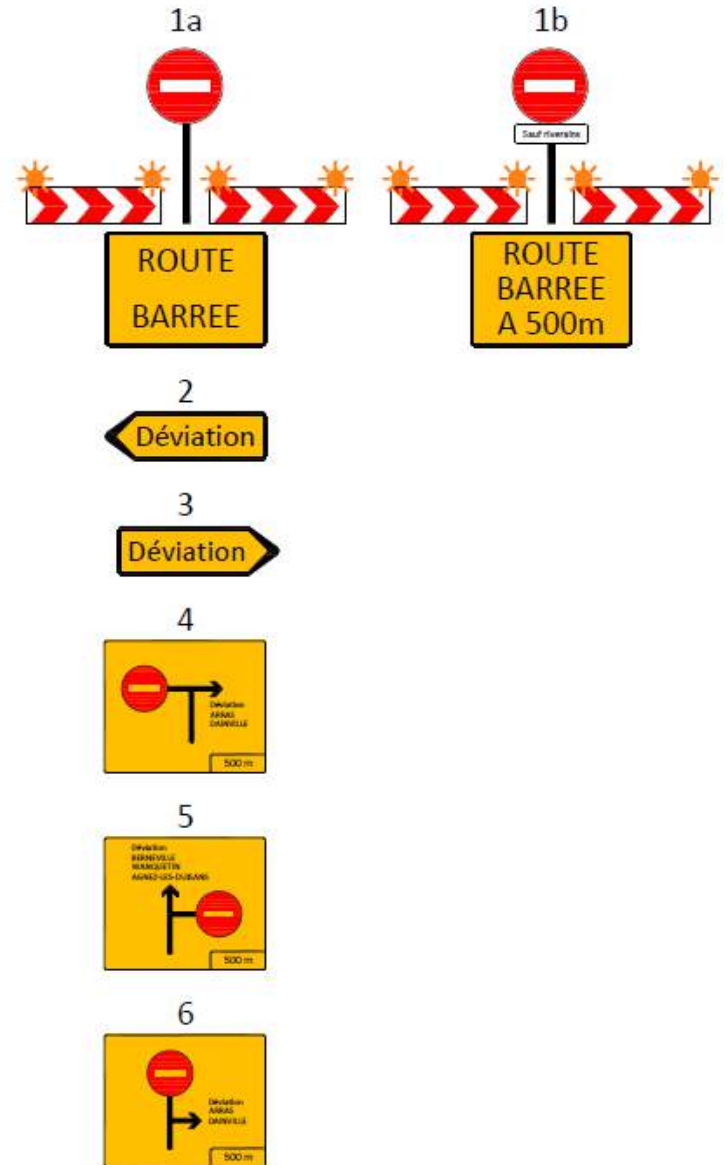 1a
1b
Sauf riverains
ROUTE
BARREE
ROUTE
BARREE
A 500m
2
Déviation
3
Déviation
4
Déviation
ARRAS
DAINVILLE
500 m
5
Déviation
BERNEVILLE
WANQUETIN
AGNEZ-LES-DUISANS
500 m
6
Déviation
ARRAS
DAINVILLE
500 m